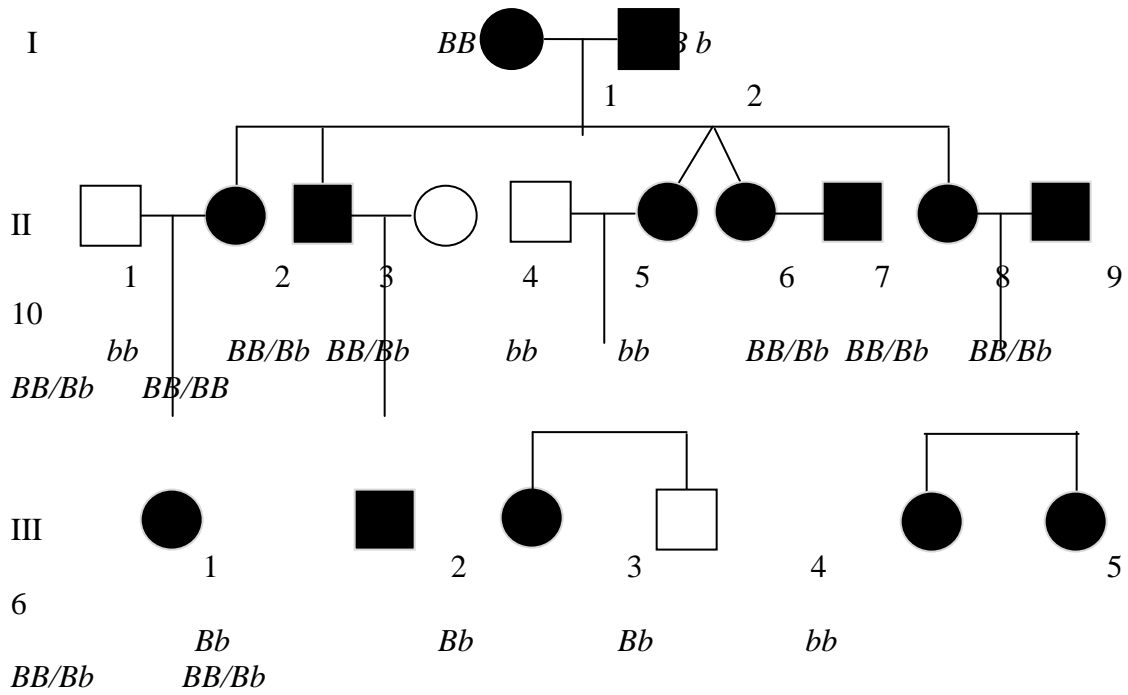 I BB B b
1 2
II
1 2 3 4 5 6 7 8 9
10
bb BB/Bb BB/Bb bb bb BB/Bb BB/Bb BB/Bb
BB/Bb BB/BB
III
1 2 3 4 5
6
Bb Bb Bb bb
BB/Bb BB/Bb